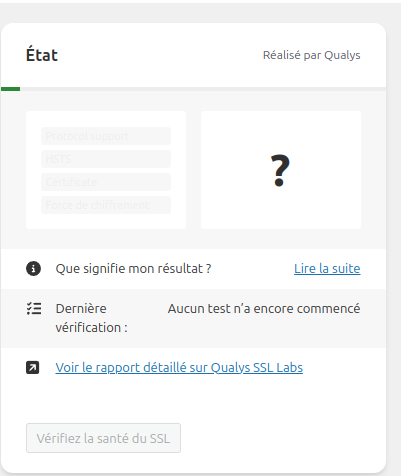 État
Réalisé par Qualys
Protocol support
HSTS
Certificate
Force de chiffrement
?
Que signifie mon résultat ?
Lire la suite
Dernière
vérification :
Aucun test n’a encore commencé
Voir le rapport détaillé sur Qualys SSL Labs
Vérifiez la santé du SSL